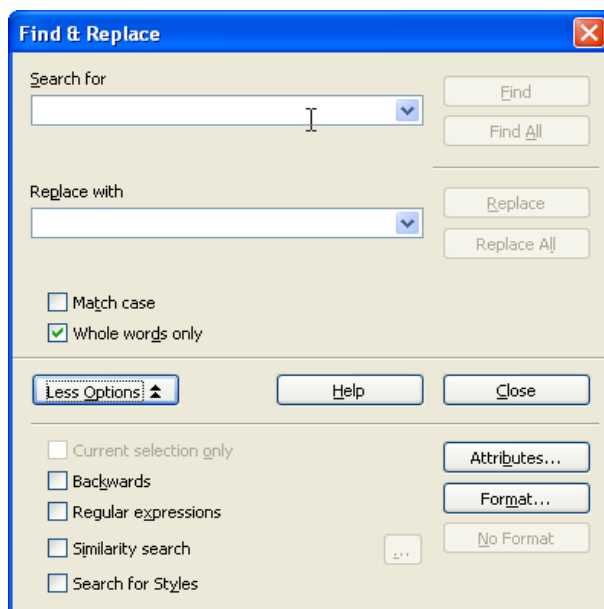 Find & Replace
Search for
Find
Find All
Replace with
Replace
Replace All
Match case
Whole words only
Less Options
Help
Close
Current selection only
Attributes...
Backwards
Format...
Regular expressions
No Format
Similarity search
...
Search for Styles